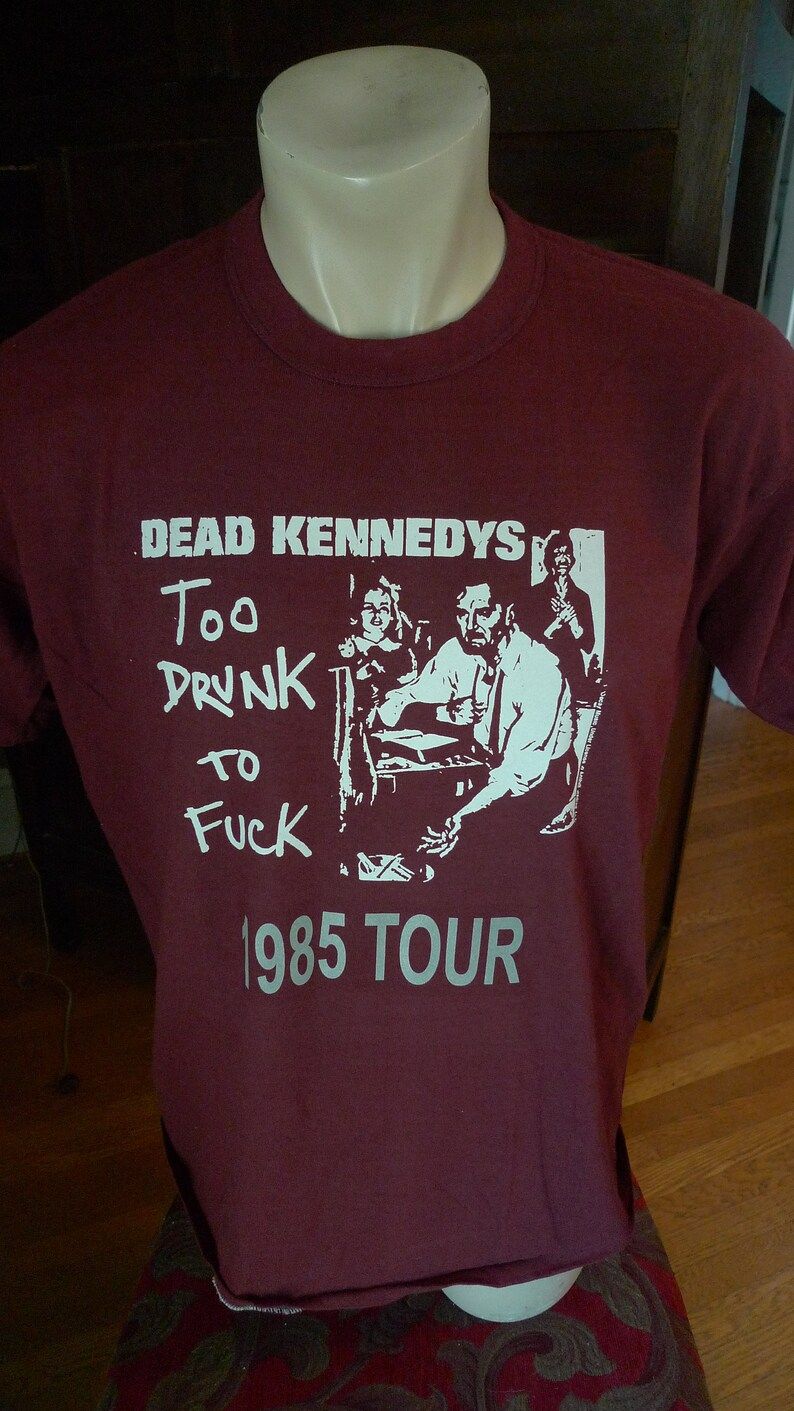 DEAD KENNEDYS
TOO
DRUNK
TO
FUCK
1985 TOUR